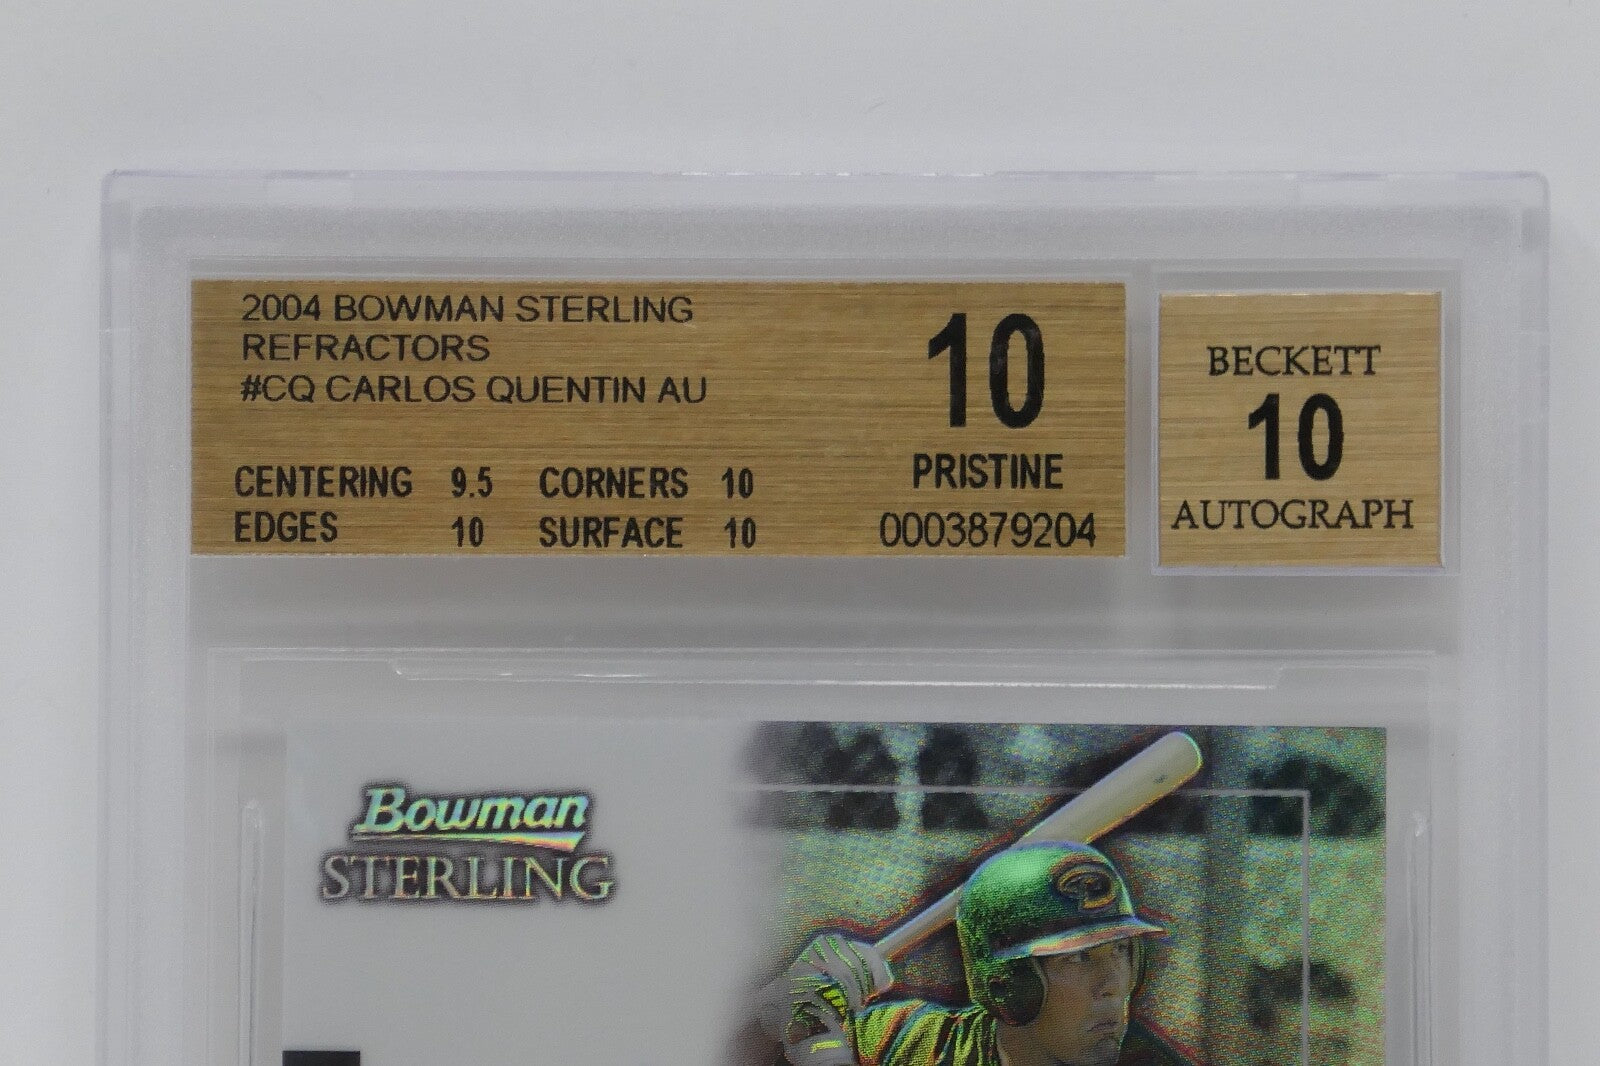 2004 BOWMAN STERLING
REFRACTORS
#CQ CARLOS QUENTIN AU
10
PRISTINE
CENTERING 9.5 CORNERS 10
EDGES 10 SURFACE 10
0003879204
BECKETT
10
AUTOGRAPH
Bowman
STERLING
D